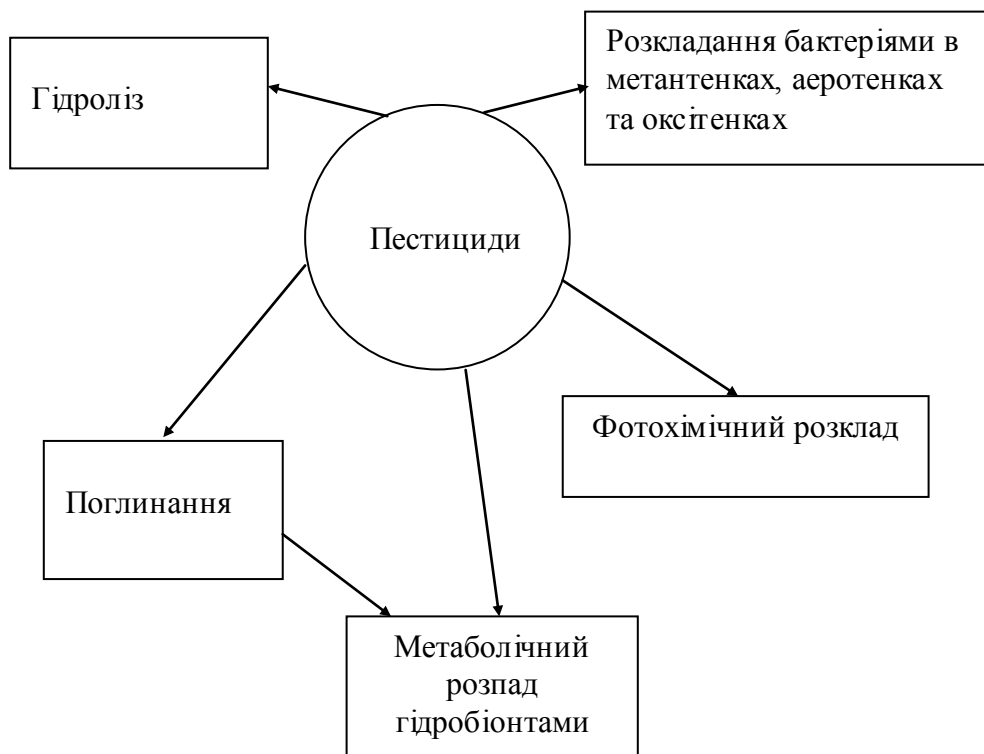 Гідроліз
Розкладання бактеріями в
метантенках, аеротенках
та оксітенках
Пестициди
Фотохімічний розклад
Поглинання
Метаболічний
розпад
гідробіонтами